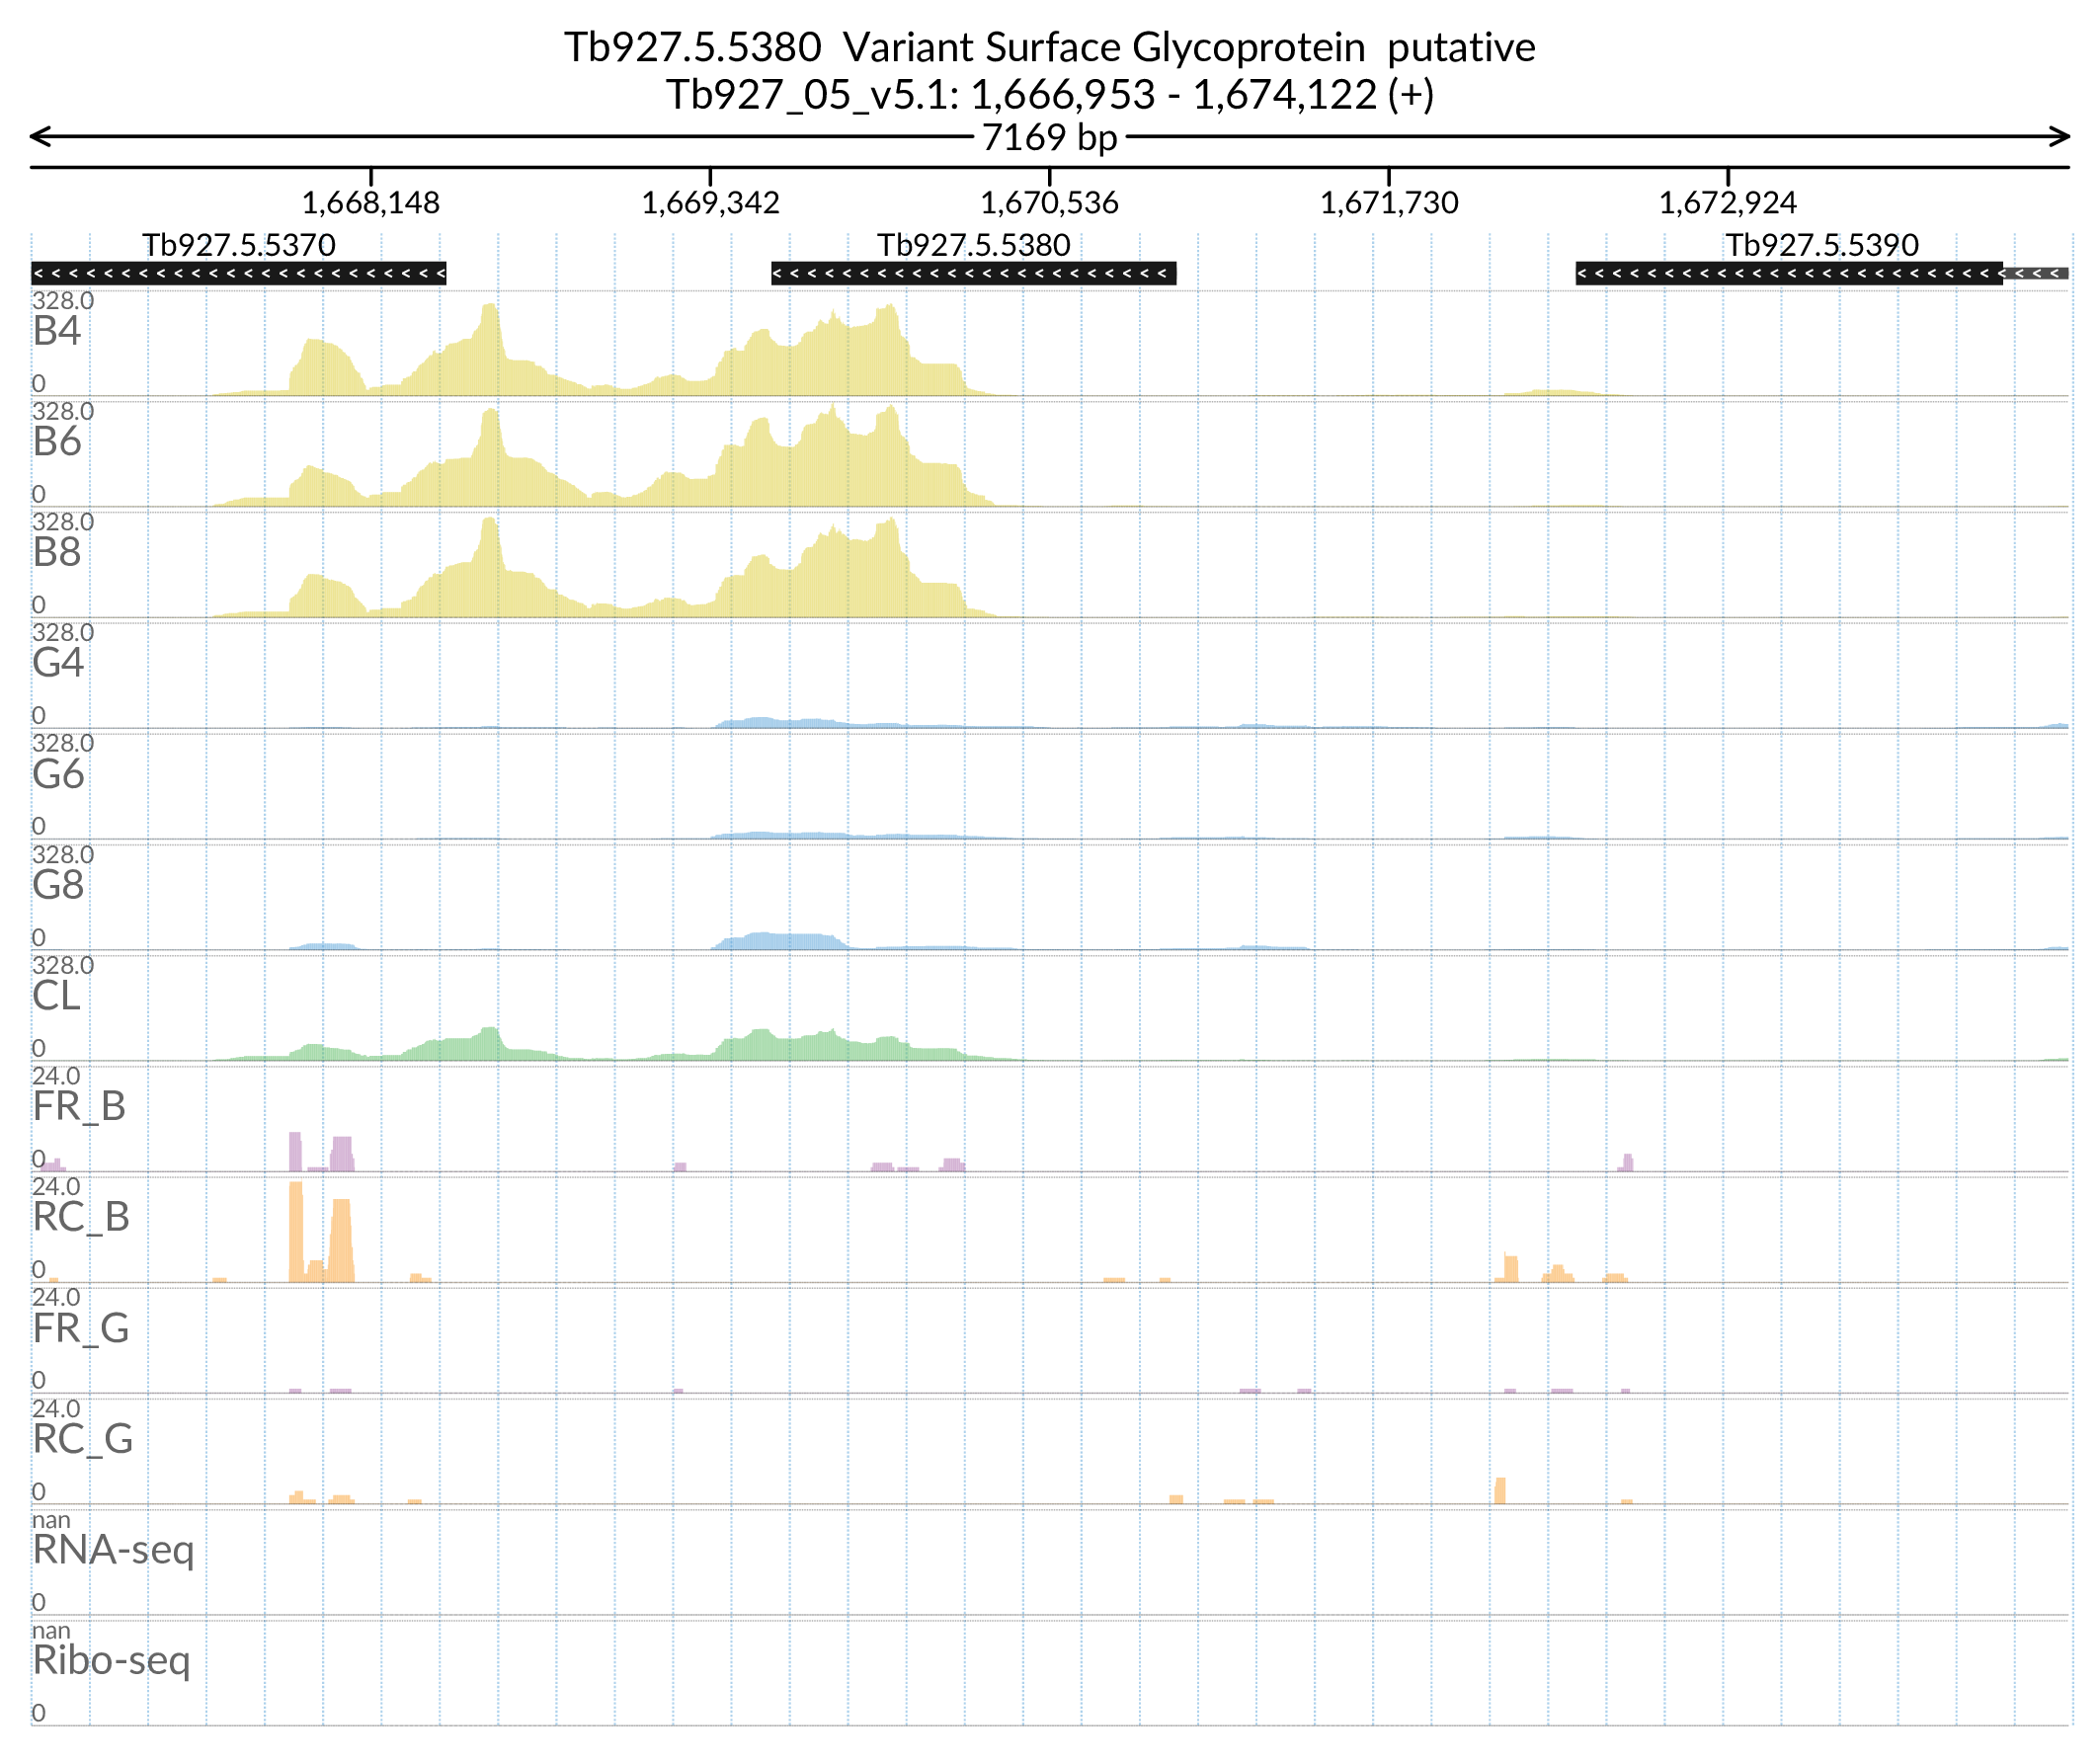 Tb927.5.5380  Variant Surface Glycoprotein  putative
Tb927_05_v5.1: 1,666,953 - 1,674,122 (+)
7169 bp
1,668,148 1,669,342 1,670,536 1,671,730 1,672,924
Tb927.5.5370 Tb927.5.5380 Tb927.5.5390
328.0
B4
0
328.0
B6
0
328.0
B8
0
328.0
G4
0
328.0
G6
0
328.0
G8
0
328.0
CL
0
24.0
FR_B
0
24.0
RC_B
0
24.0
FR_G
0
24.0
RC_G
0
nan
RNA-seq
0
nan
Ribo-seq
0